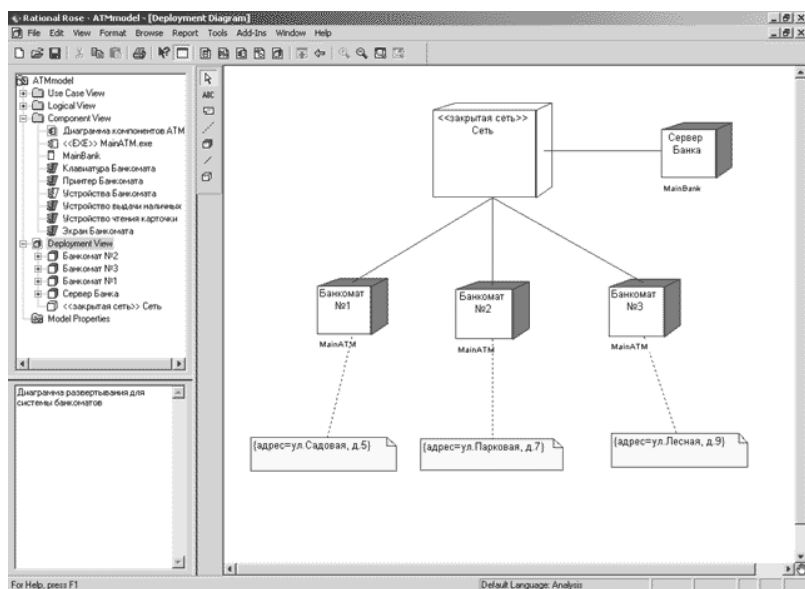 Rational Rose - ATMmodel - [Deployment Diagram]
File Edit View Format Browse Report Tools Add-Ins Window Help
ATMmodel
Use Case View
Logical View
Component View
Диаграмма компонентов ATM
<<EXE>> MainATM.exe
MainBank
Клавиатура Банкомата
Принтер Банкомата
Устройства Банкомата
Устройство выдачи наличных
Устройство чтения карточки
Экран Банкомата
Deployment View
Банкомат №2
Банкомат №3
Банкомат №1
Сервер Банка
<<закрытая сеть>> Сеть
Model Properties
Диаграмма развертывания для
системы банкоматов
ABC
<<закрытая сеть>>
Сеть
Сервер
Банка
MainBank
Банкомат
№1
MainATM
Банкомат
№2
MainATM
Банкомат
№3
MainATM
{адрес=ул.Садовая, д.5}
{адрес=ул.Парковая, д.7}
{адрес=ул.Лесная, д.9}
For Help, press F1
Default Language: Analysis